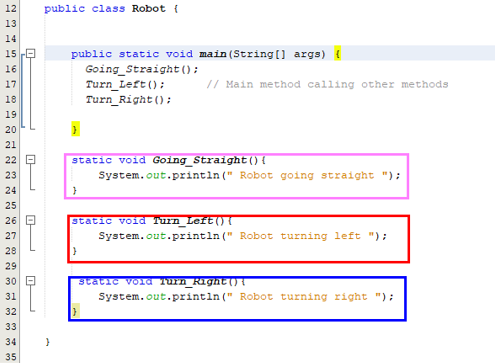 12 public class Robot {
13
14
15 public static void main(String[] args) {
16 Going_Straight();
17 Turn_Left(); // Main method calling other methods
18 Turn_Right();
19
20 }
21
22 static void Going_Straight(){
23 System.out.println(" Robot going straight ");
24 }
25
26 static void Turn_Left(){
27 System.out.println(" Robot turning left ");
28 }
29
30 static void Turn_Right(){
31 System.out.println(" Robot turning right ");
32 }
33
34 }
35